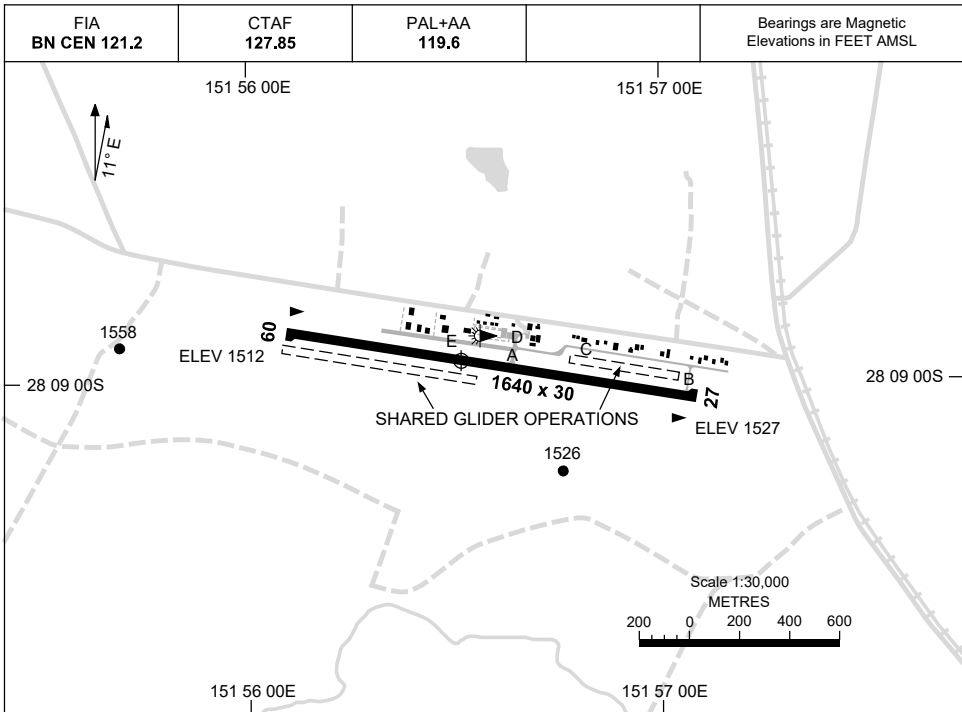 FIA
BN CEN 121.2
CTAF
127.85
PAL+AA
119.6
Bearings are Magnetic
Elevations in FEET AMSL
151 56 00E
151 57 00E
11° E
1558
09
ELEV 1512
E
D
A
C
B
28 09 00S
28 09 00S
1640 x 30
27
SHARED GLIDER OPERATIONS
ELEV 1527
1526
Scale 1:30,000
METRES
200 0 200 400 600
151 56 00E
151 57 00E